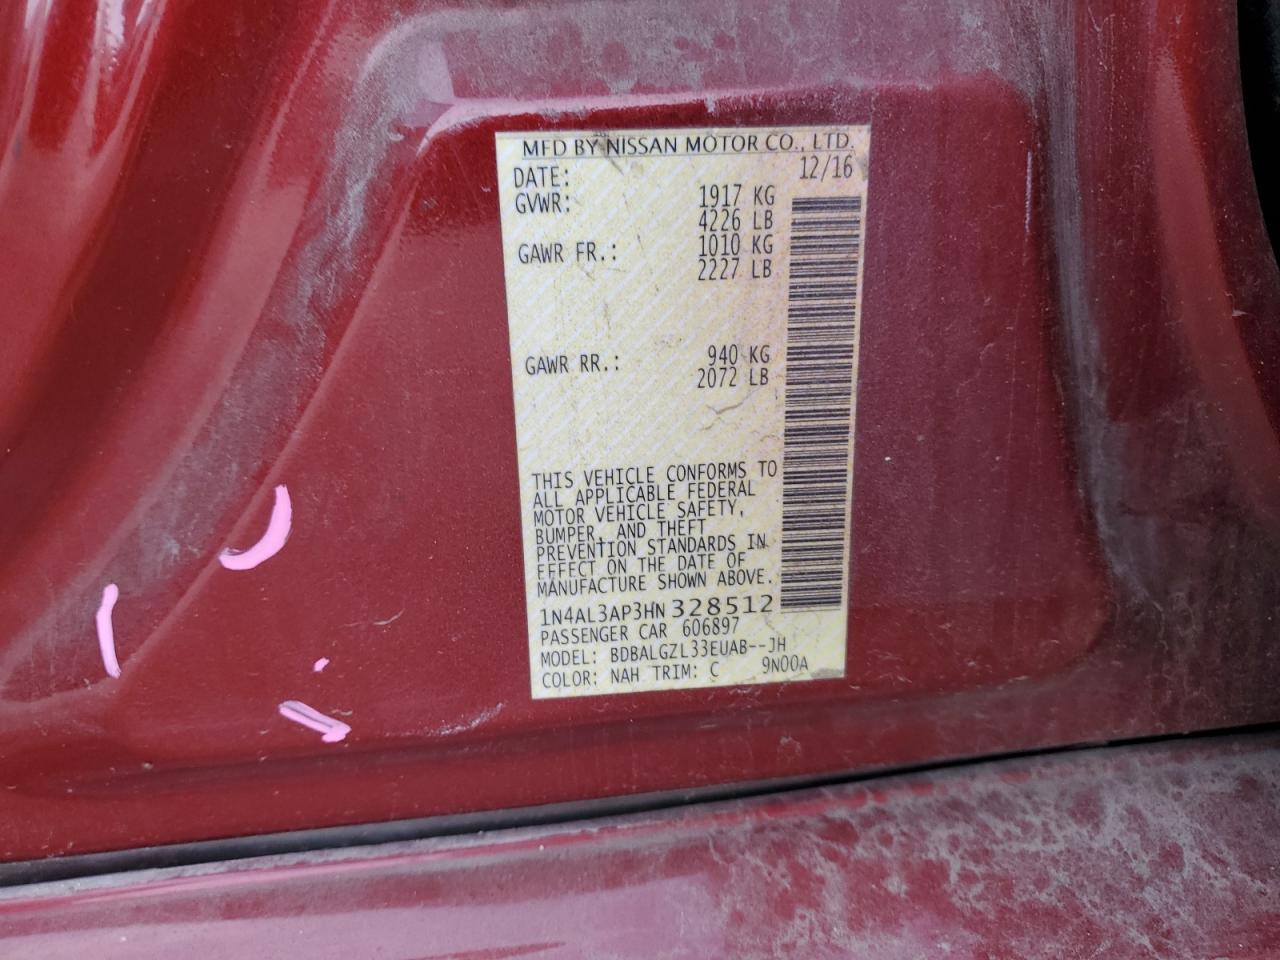 MFD BY NISSAN MOTOR CO., LTD.
DATE: 12/16
GVWR: 1917 KG
4226 LB
GAWR FR.: 1010 KG
2227 LB
GAWR RR.: 940 KG
2072 LB
THIS VEHICLE CONFORMS TO
ALL APPLICABLE FEDERAL
MOTOR VEHICLE SAFETY,
BUMPER, AND THEFT
PREVENTION STANDARDS IN
EFFECT ON THE DATE OF
MANUFACTURE SHOWN ABOVE.
1N4AL3AP3HN328512
PASSENGER CAR 606897
MODEL: BDBALGZL33EUAB--JH
COLOR: NAH TRIM: C 9N00A